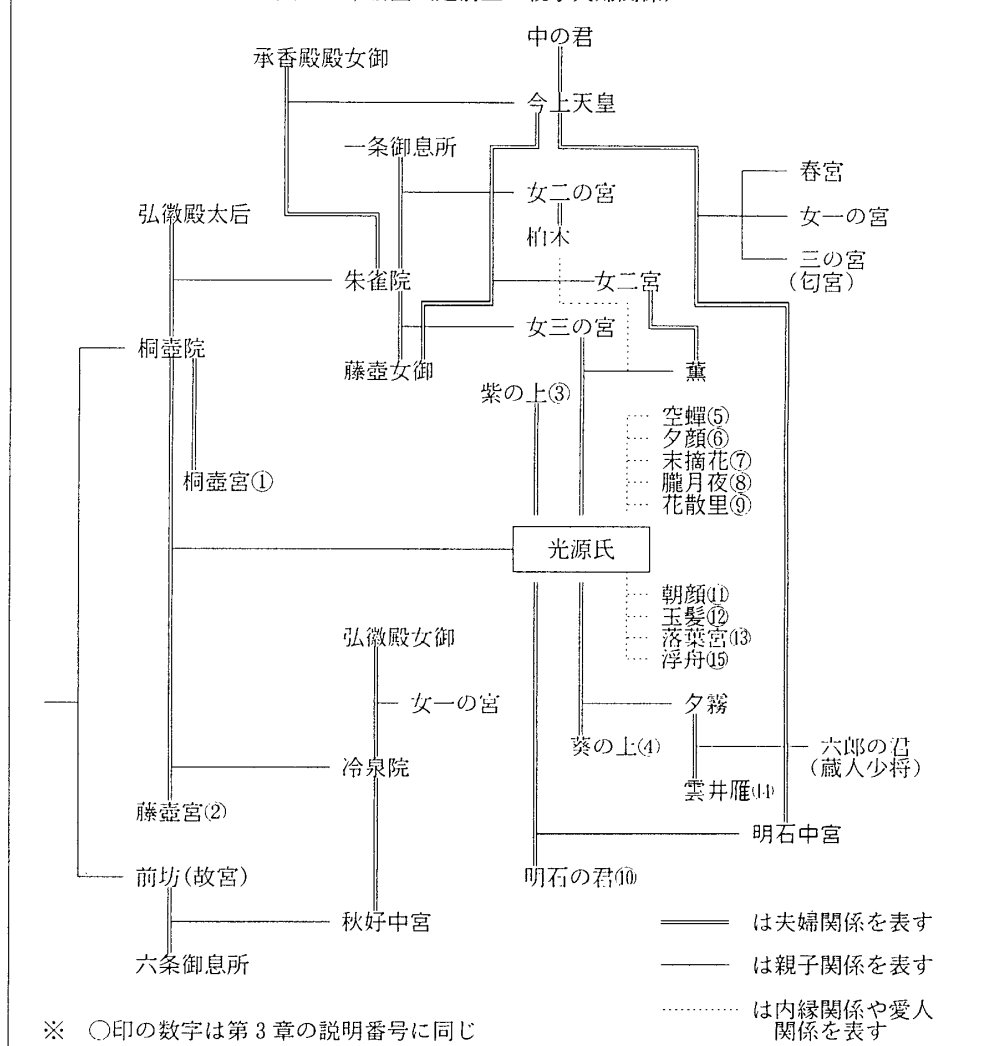 中の君
承香殿殿女御
今上天皇
一条御息所
春宮
女二の宮
弘徽殿太后
女一の宮
柏木
三の宮
(匂宮)
朱雀院
女二宮
女三の宮
桐壺院
藤壺女御
薫
紫の上③
空蟬⑤
夕顔⑥
末摘花⑦
桐壺宮①
朧月夜⑧
花散里⑨
光源氏
朝顔⑪
玉髪⑫
弘徽殿女御
落葉宮⑬
浮舟⑮
女一の宮
夕霧
葵の上④
六郎の君
(蔵人少将)
冷泉院
雲井雁⑭
藤壺宮②
明石中宮
前坊(故宮)
明石の君⑩
秋好中宮
は夫婦関係を表す
六条御息所
は親子関係を表す
は内縁関係や愛人
関係を表す
※ ○印の数字は第3章の説明番号に同じ